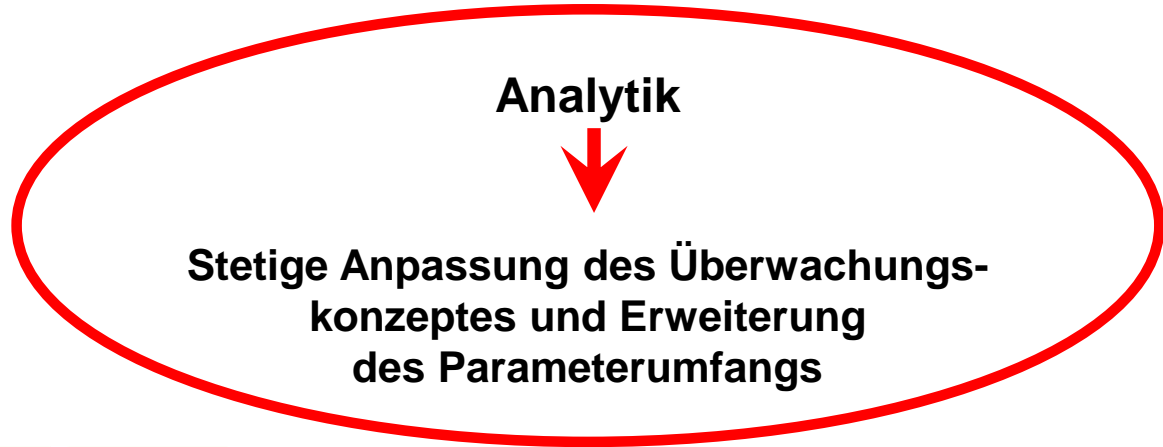 Analytik
Stetige Anpassung des Überwachungs-
konzeptes und Erweiterung
des Parameterumfangs